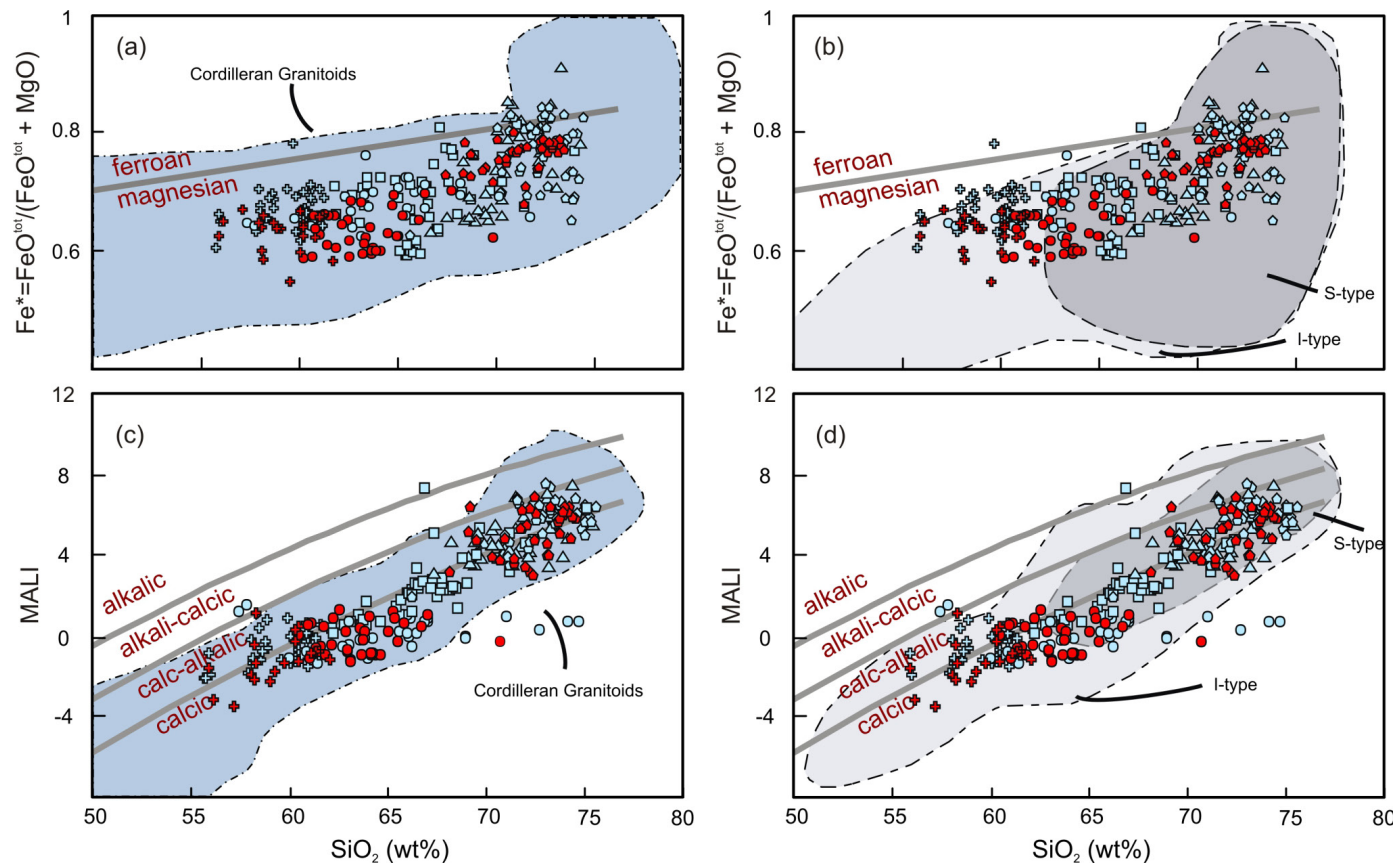 1
(a)
Cordilleran Granitoids
0.8
ferroan
magnesian
0.6
Fe*=FeO^tot/(FeO^tot + MgO)
1
(b)
0.8
ferroan
magnesian
0.6
S-type
I-type
Fe*=FeO^tot/(FeO^tot + MgO)
12
(c)
8
4
0
-4
MALI
alkalic
alkali-calcic
calc-alkalic
calcic
Cordilleran Granitoids
50 55 60 65 70 75 80
SiO₂ (wt%)
12
(d)
8
4
0
-4
MALI
alkalic
alkali-calcic
calc-alkalic
calcic
S-type
I-type
50 55 60 65 70 75 80
SiO₂ (wt%)